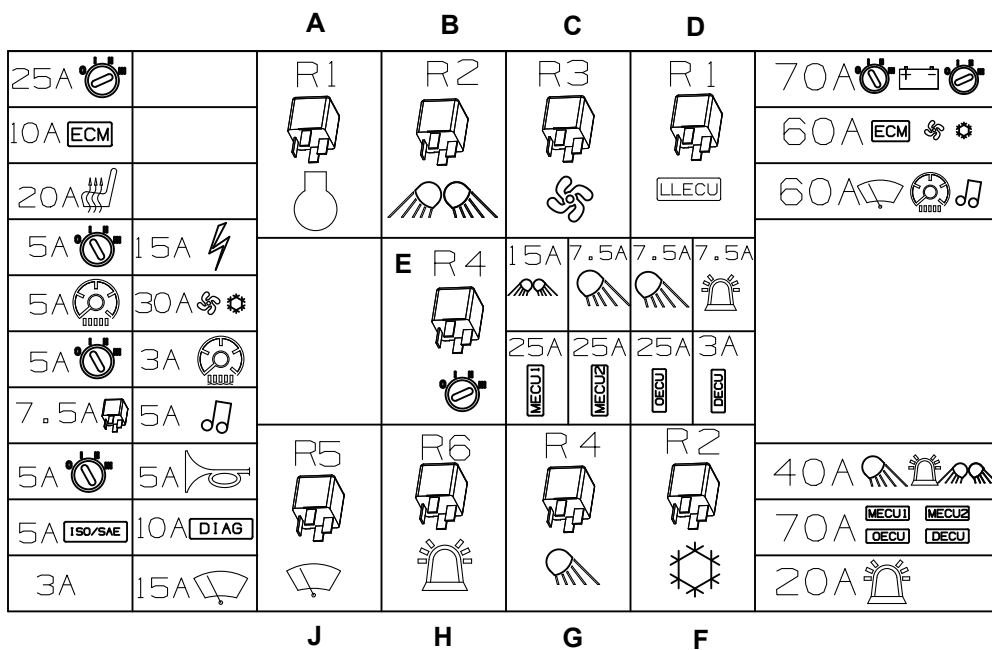 A B C D
25A R1 R2 R3 R1 70A
10A ECM 60A ECM
20A LLECU 60A
5A 15A E R4 15A 7.5A 7.5A 7.5A
5A 30A
5A 3A 25A MECU1 25A MECU2 25A OECU 3A DECU
7.5A 5A
5A 5A R5 R6 R4 R2 40A
5A ISO/SAE 10A DIAG 70A MECU1 MECU2
OECU DECU
3A 15A 20A
J H G F